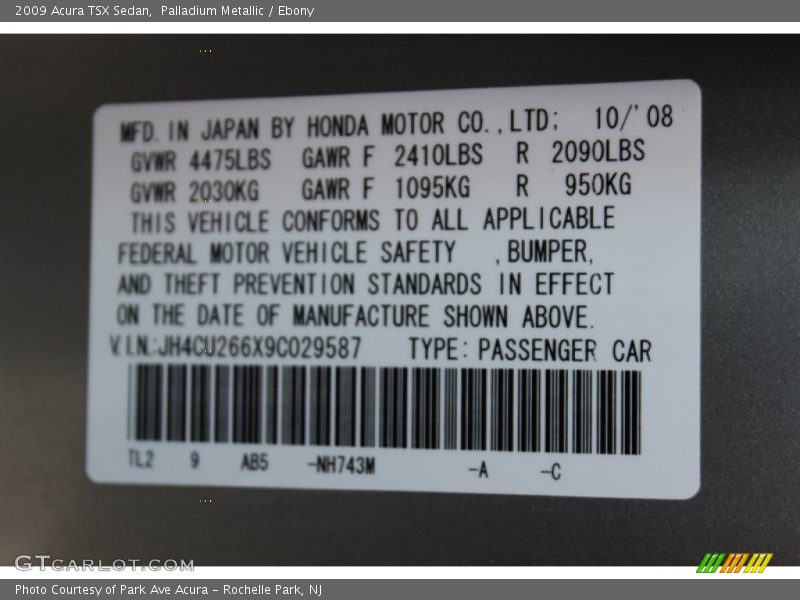 2009 Acura TSX Sedan,  Palladium Metallic / Ebony
MFD. IN JAPAN BY HONDA MOTOR CO., LTD; 10/'08
GVWR 4475LBS GAWR F 2410LBS R 2090LBS
GVWR 2030KG GAWR F 1095KG R 950KG
THIS VEHICLE CONFORMS TO ALL APPLICABLE
FEDERAL MOTOR VEHICLE SAFETY , BUMPER,
AND THEFT PREVENTION STANDARDS IN EFFECT
ON THE DATE OF MANUFACTURE SHOWN ABOVE.
V.I.N.:JH4CU266X9C029587 TYPE: PASSENGER CAR
TL2 9 AB5 -NH743M -A -C
GTCARLOT.COM
Photo Courtesy of Park Ave Acura - Rochelle Park, NJ